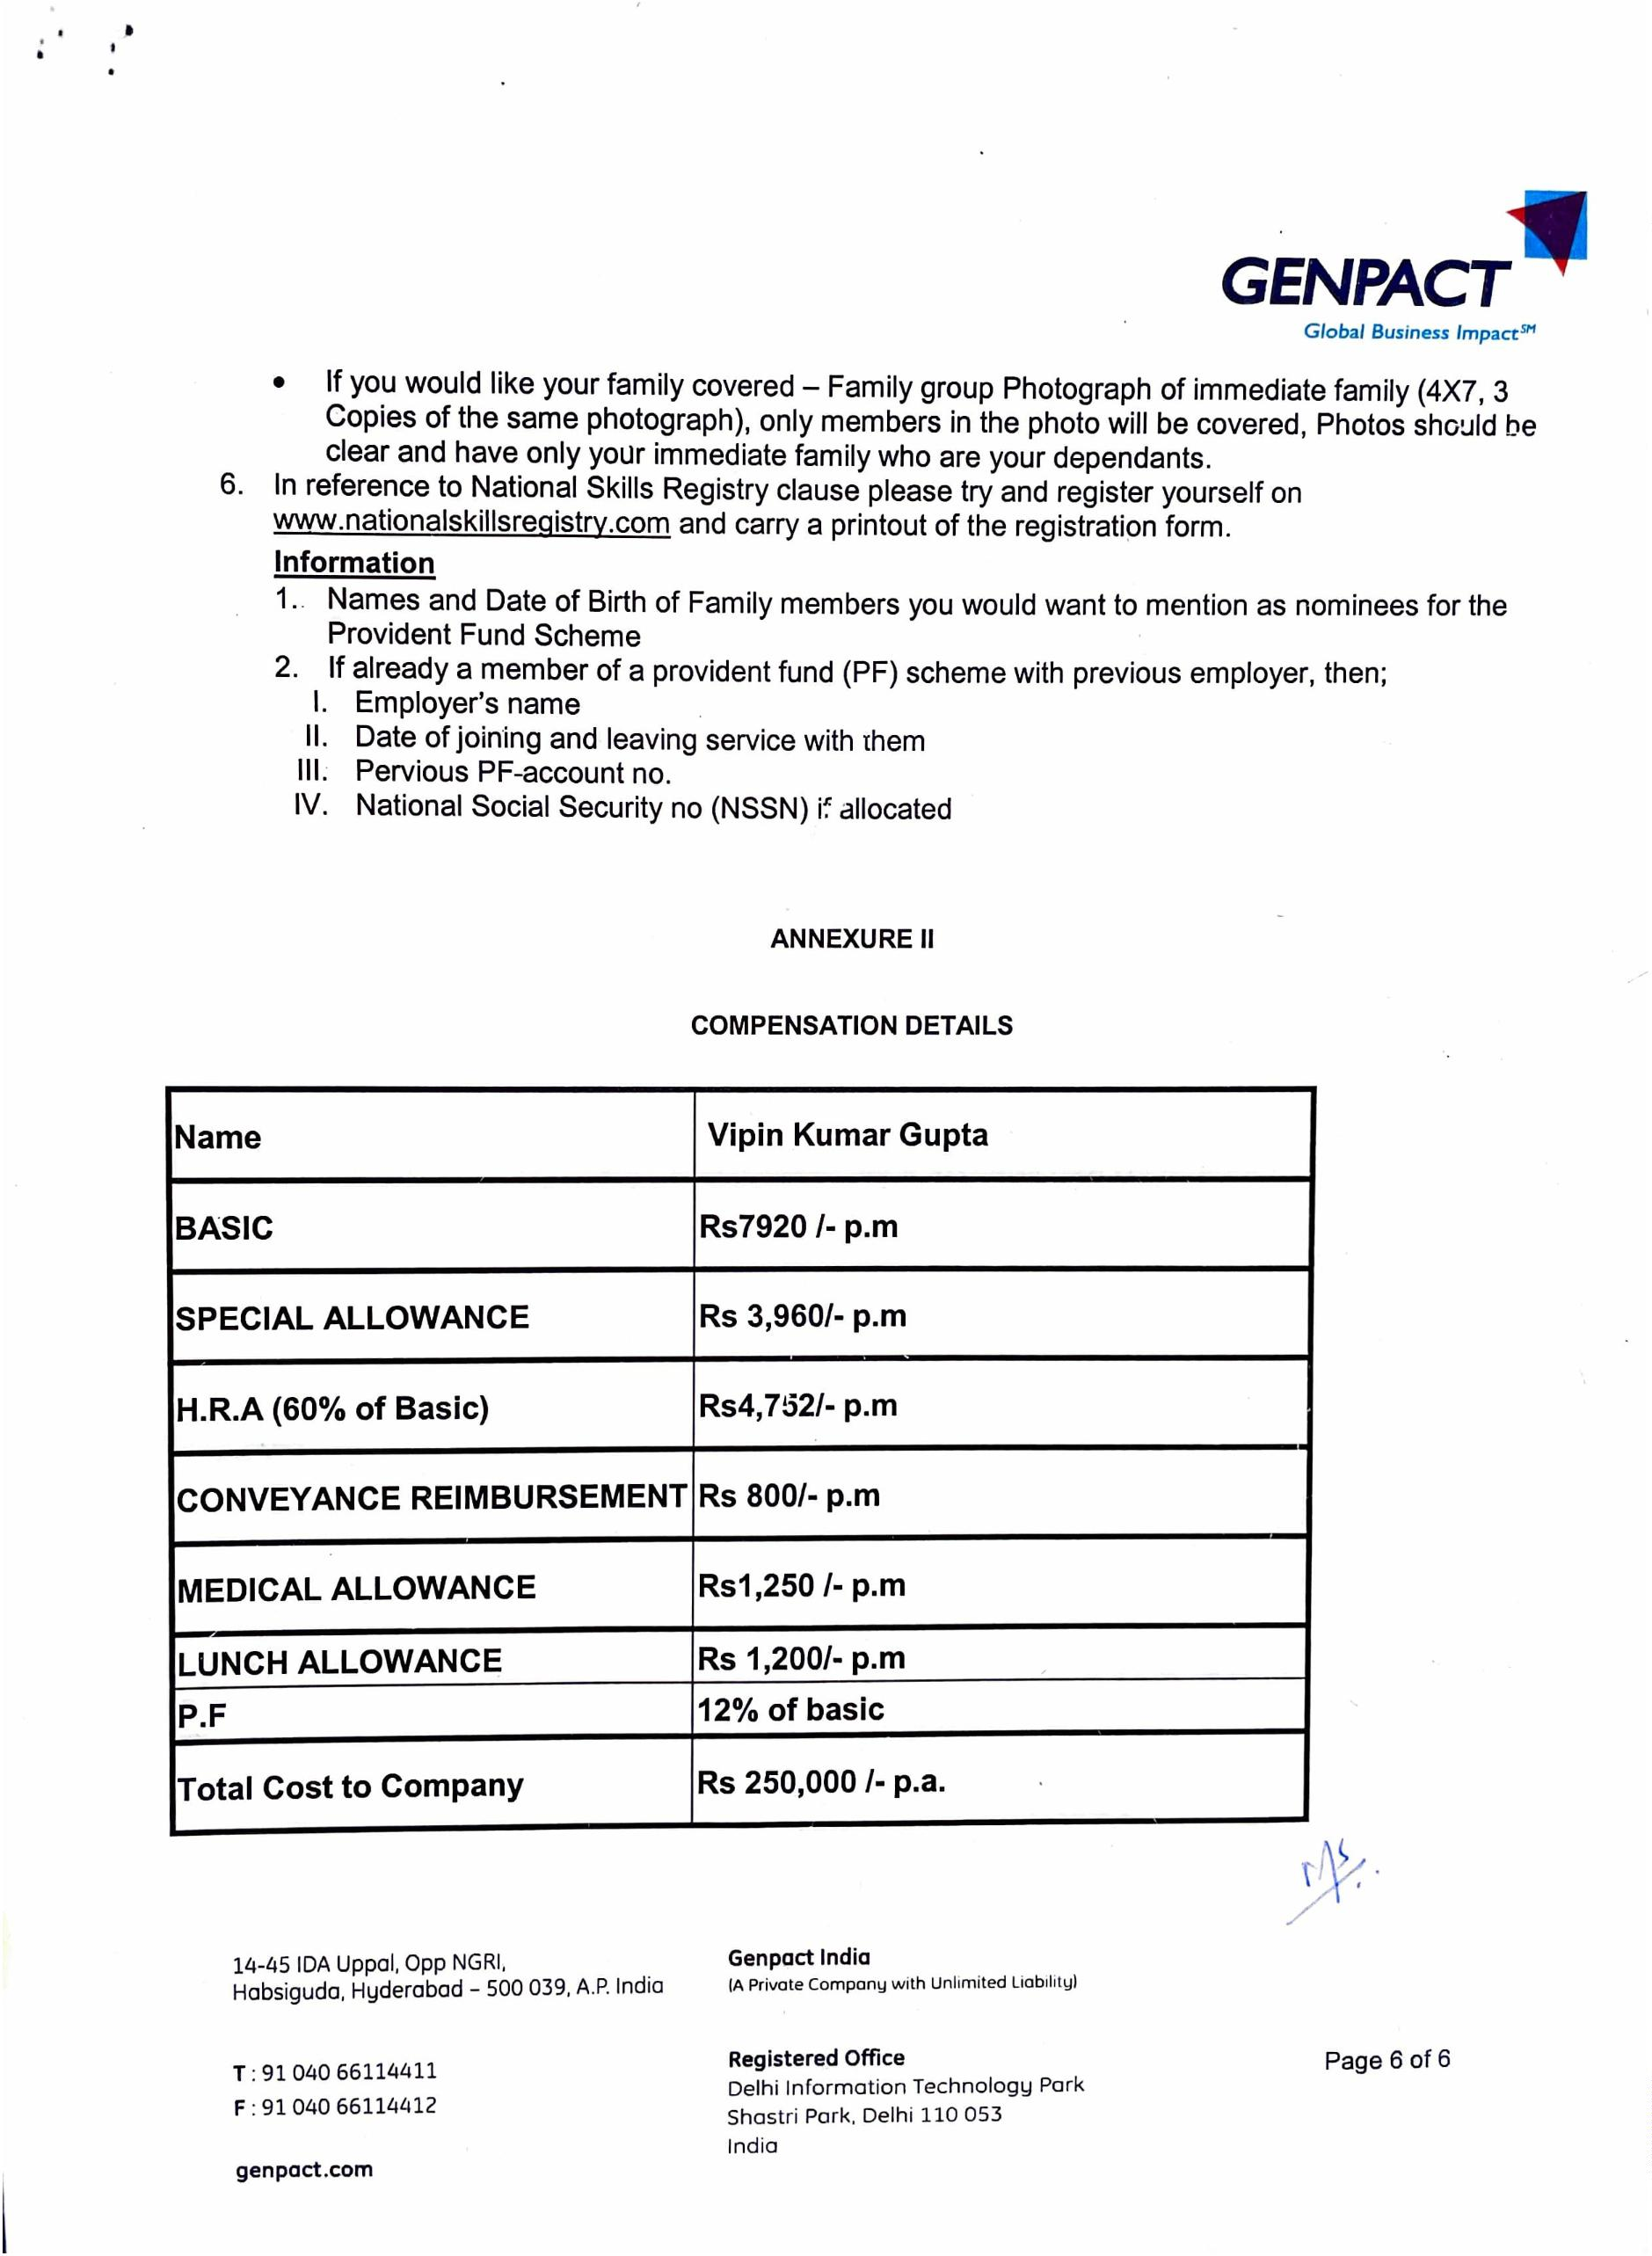 GENPACT
Global Business Impact℠
• If you would like your family covered – Family group Photograph of immediate family (4X7, 3
Copies of the same photograph), only members in the photo will be covered, Photos should be
clear and have only your immediate family who are your dependants.
6. In reference to National Skills Registry clause please try and register yourself on
www.nationalskillsregistry.com and carry a printout of the registration form.
Information
1. Names and Date of Birth of Family members you would want to mention as nominees for the
Provident Fund Scheme
2. If already a member of a provident fund (PF) scheme with previous employer, then;
I. Employer's name
II. Date of joining and leaving service with them
III. Pervious PF-account no.
IV. National Social Security no (NSSN) if allocated
ANNEXURE II
COMPENSATION DETAILS
Name Vipin Kumar Gupta
BASIC Rs7920 /- p.m
SPECIAL ALLOWANCE Rs 3,960/- p.m
H.R.A (60% of Basic) Rs4,752/- p.m
CONVEYANCE REIMBURSEMENT Rs 800/- p.m
MEDICAL ALLOWANCE Rs1,250 /- p.m
LUNCH ALLOWANCE Rs 1,200/- p.m
P.F 12% of basic
Total Cost to Company Rs 250,000 /- p.a.
14-45 IDA Uppal, Opp NGRI,
Habsiguda, Hyderabad – 500 039, A.P. India
T : 91 040 66114411
F : 91 040 66114412
genpact.com
Genpact India
(A Private Company with Unlimited Liability)
Registered Office
Delhi Information Technology Park
Shastri Park, Delhi 110 053
India
Page 6 of 6